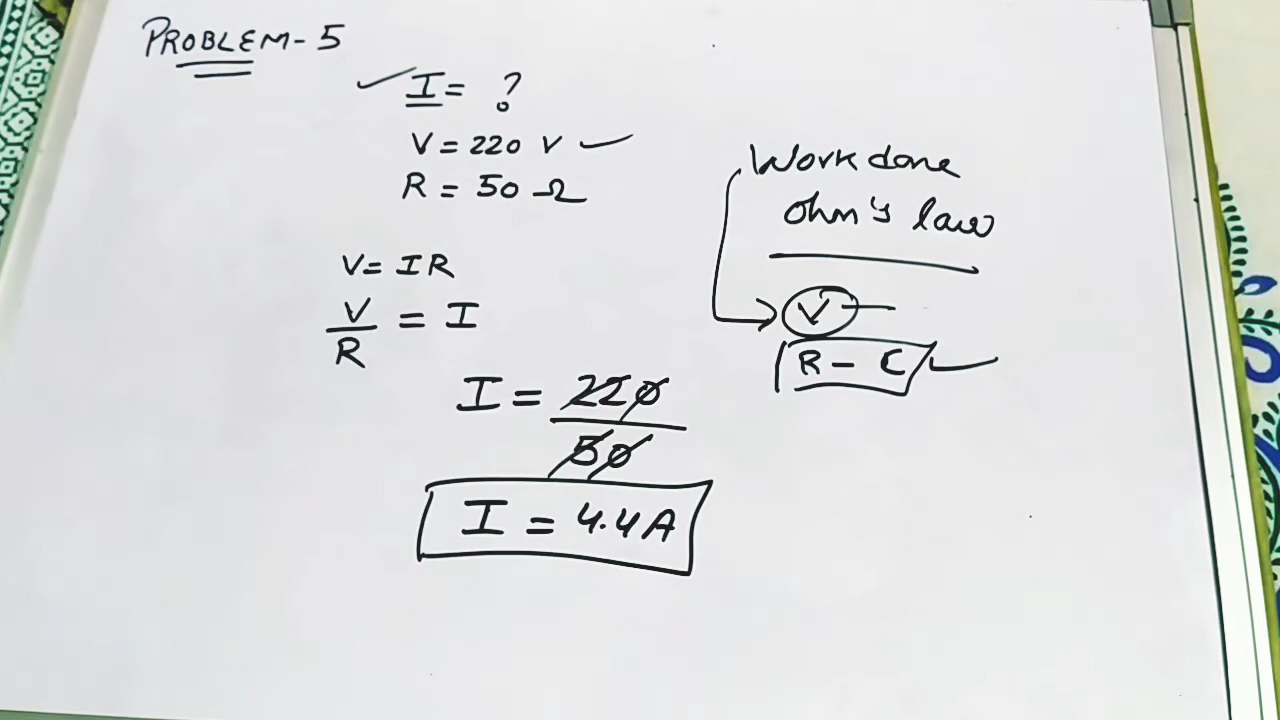 PROBLEM-5
I = ?
V = 220 V
R = 50 Ω
V = IR
V/R = I
I = 220/50
I = 4.4A
Work done
ohm's law
V
R - C